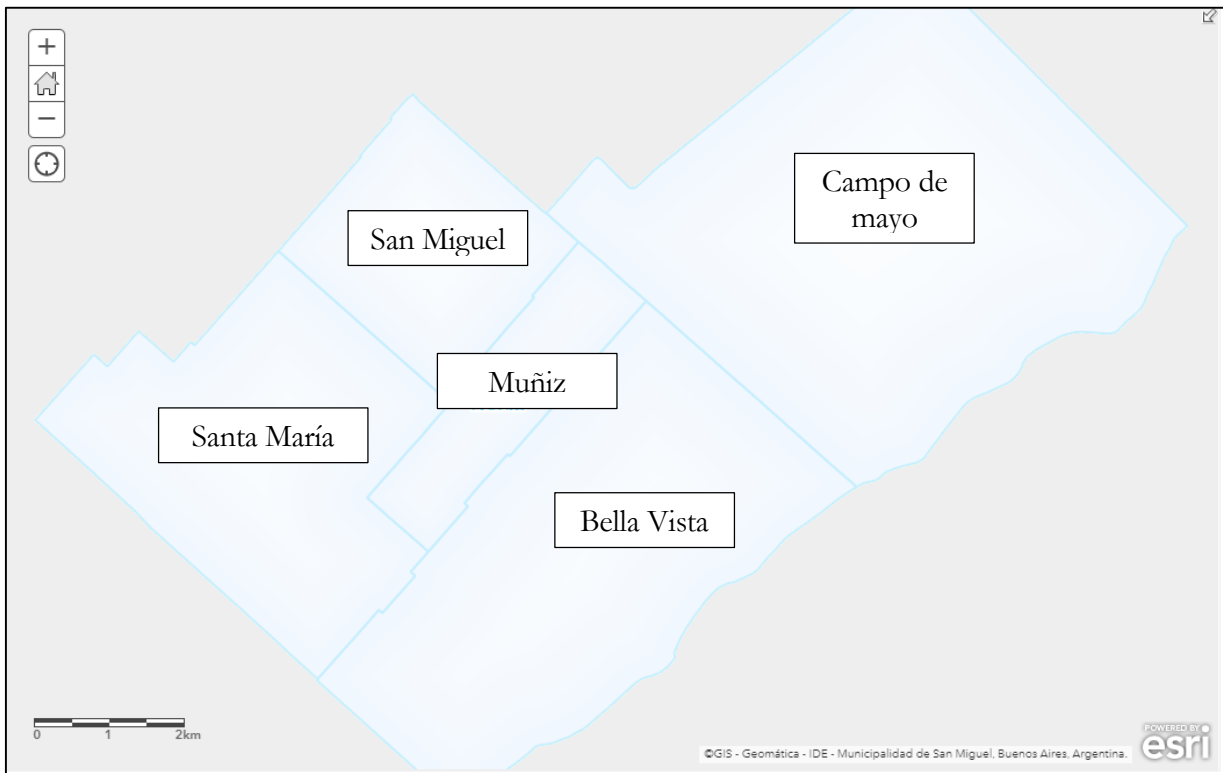 +
−
Campo de
mayo
San Miguel
Muñiz
Santa María
Bella Vista
0 1 2km
©GIS - Geomática - IDE - Municipalidad de San Miguel, Buenos Aires, Argentina.
POWERED BY
esri